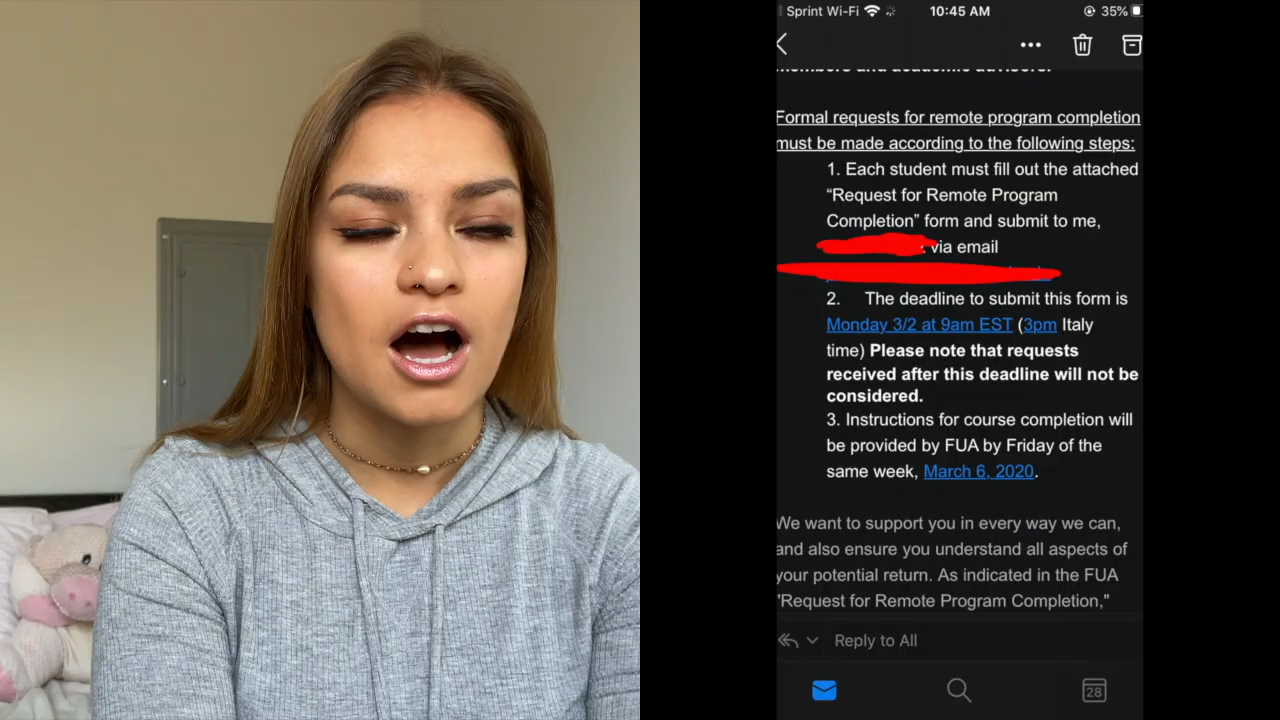 Sprint Wi-Fi 10:45 AM 35%
members and academic advisors.
Formal requests for remote program completion
must be made according to the following steps:
1. Each student must fill out the attached
“Request for Remote Program
Completion” form and submit to me,
via email
2. The deadline to submit this form is
Monday 3/2 at 9am EST (3pm Italy
time) Please note that requests
received after this deadline will not be
considered.
3. Instructions for course completion will
be provided by FUA by Friday of the
same week, March 6, 2020.
We want to support you in every way we can,
and also ensure you understand all aspects of
your potential return. As indicated in the FUA
"Request for Remote Program Completion,"
Reply to All
28